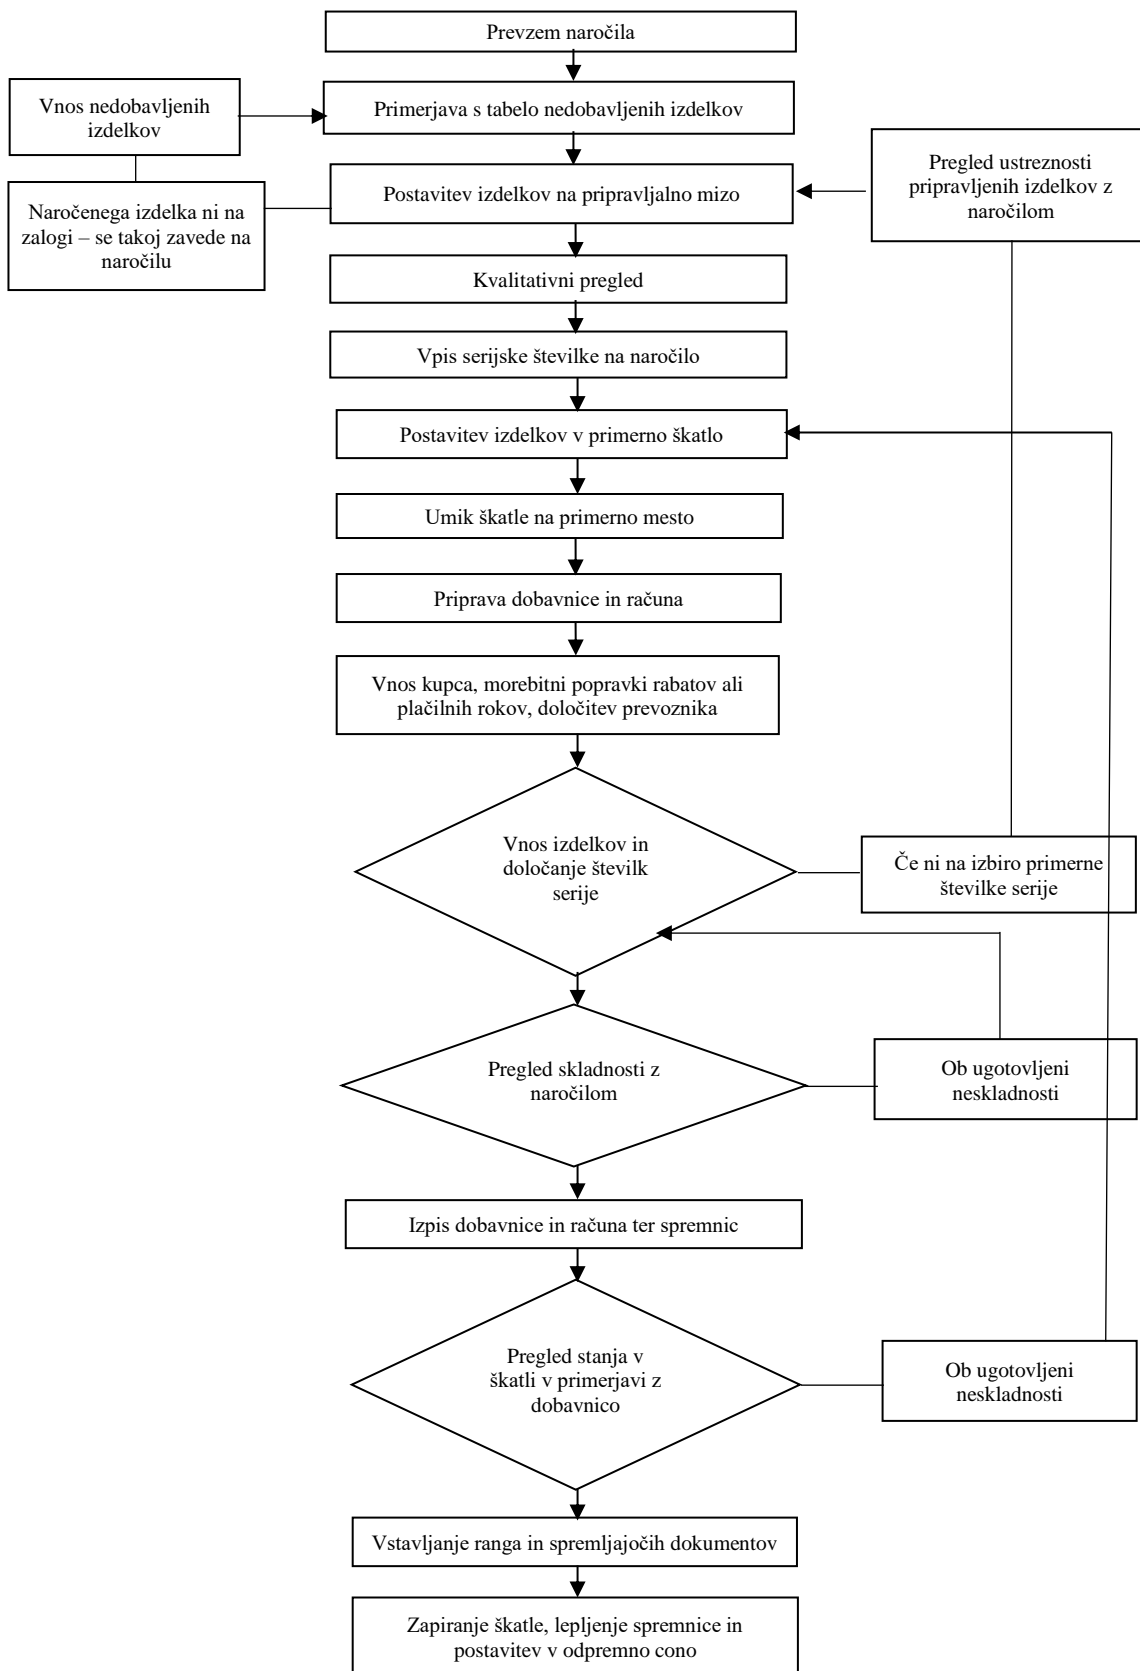 Prevzem naročila
Vnos nedobavljenih
izdelkov
Primerjava s tabelo nedobavljenih izdelkov
Pregled ustreznosti
pripravljenih izdelkov z
naročilom
Postavitev izdelkov na pripravljalno mizo
Naročenega izdelka ni na
zalogi – se takoj zavede na
naročilu
Kvalitativni pregled
Vpis serijske številke na naročilo
Postavitev izdelkov v primerno škatlo
Umik škatle na primerno mesto
Priprava dobavnice in računa
Vnos kupca, morebitni popravki rabatov ali
plačilnih rokov, določitev prevoznika
Vnos izdelkov in
določanje številk
serije
Če ni na izbiro primerne
številke serije
Pregled skladnosti z
naročilom
Ob ugotovljeni
neskladnosti
Izpis dobavnice in računa ter spremnic
Pregled stanja v
škatli v primerjavi z
dobavnico
Ob ugotovljeni
neskladnosti
Vstavljanje ranga in spremljajočih dokumentov
Zapiranje škatle, lepljenje spremnice in
postavitev v odpremno cono